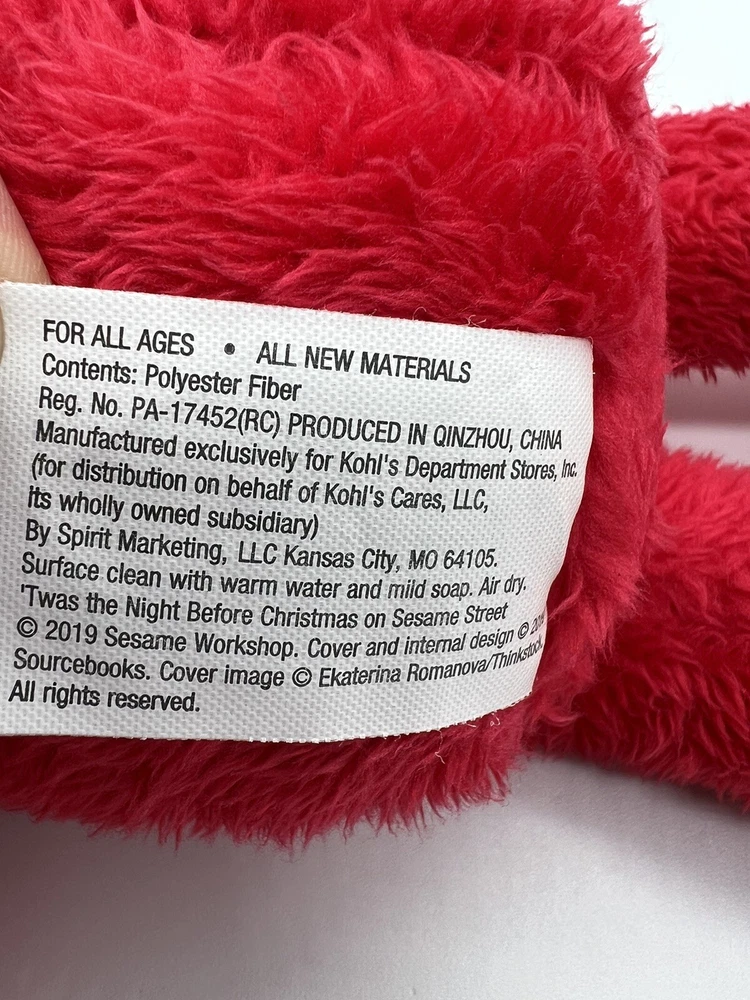 FOR ALL AGES • ALL NEW MATERIALS
Contents: Polyester Fiber
Reg. No. PA-17452(RC) PRODUCED IN QINZHOU, CHINA
Manufactured exclusively for Kohl's Department Stores, Inc.
(for distribution on behalf of Kohl's Cares, LLC,
its wholly owned subsidiary)
By Spirit Marketing, LLC Kansas City, MO 64105.
Surface clean with warm water and mild soap. Air dry.
'Twas the Night Before Christmas on Sesame Street
© 2019 Sesame Workshop. Cover and internal design ©
Sourcebooks. Cover image © Ekaterina Romanova/Thinkstock.
All rights reserved.